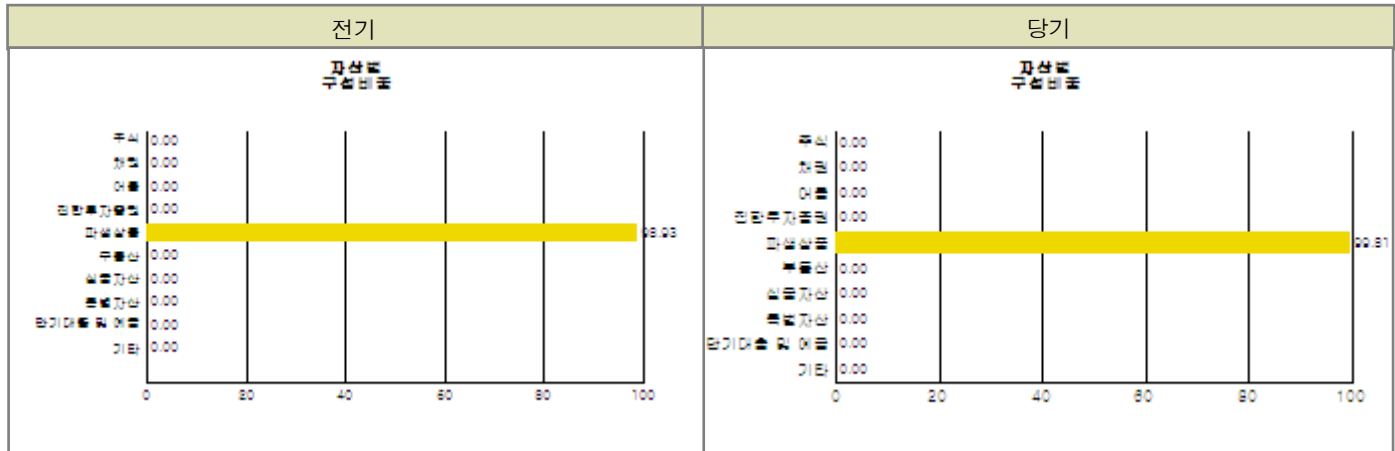 전기
당기
자산별
구성비중
주식 0.00
채권 0.00
어음 0.00
집합투자증권 0.00
파생상품 98.93
부동산 0.00
실물자산 0.00
특별자산 0.00
단기대출 및 예금 0.00
기타 0.00
0 20 40 60 80 100
자산별
구성비중
주식 0.00
채권 0.00
어음 0.00
집합투자증권 0.00
파생상품 99.81
부동산 0.00
실물자산 0.00
특별자산 0.00
단기대출 및 예금 0.00
기타 0.00
0 20 40 60 80 100